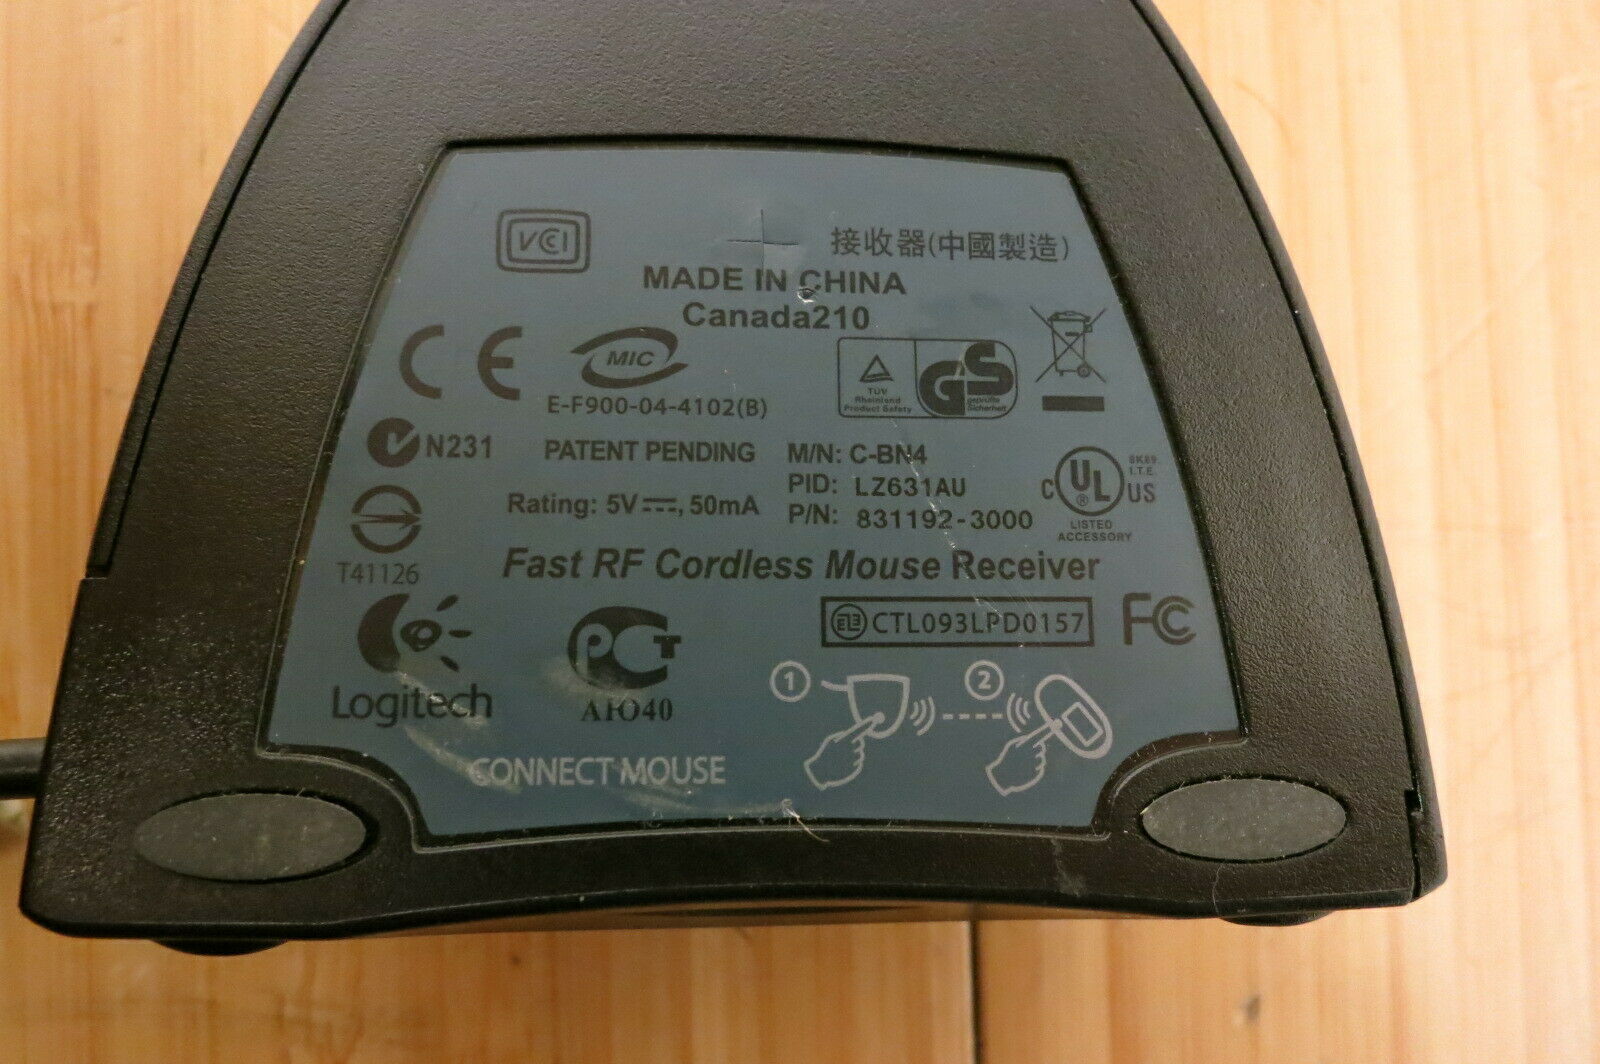 VCCI
接收器(中國製造)
MADE IN CHINA
Canada210
CE
MIC
E-F900-04-4102(B)
TÜV
Rheinland
Product Safety
GS
geprüfte
Sicherheit
N231
PATENT PENDING
M/N: C-BN4
PID: LZ631AU
P/N: 831192-3000
Rating: 5V⎓, 50mA
C UL® US
8K89
I.T.E.
LISTED
ACCESSORY
T41126
Fast RF Cordless Mouse Receiver
CTL093LPD0157
FC
Logitech
PCT
AIO40
1 2
CONNECT MOUSE